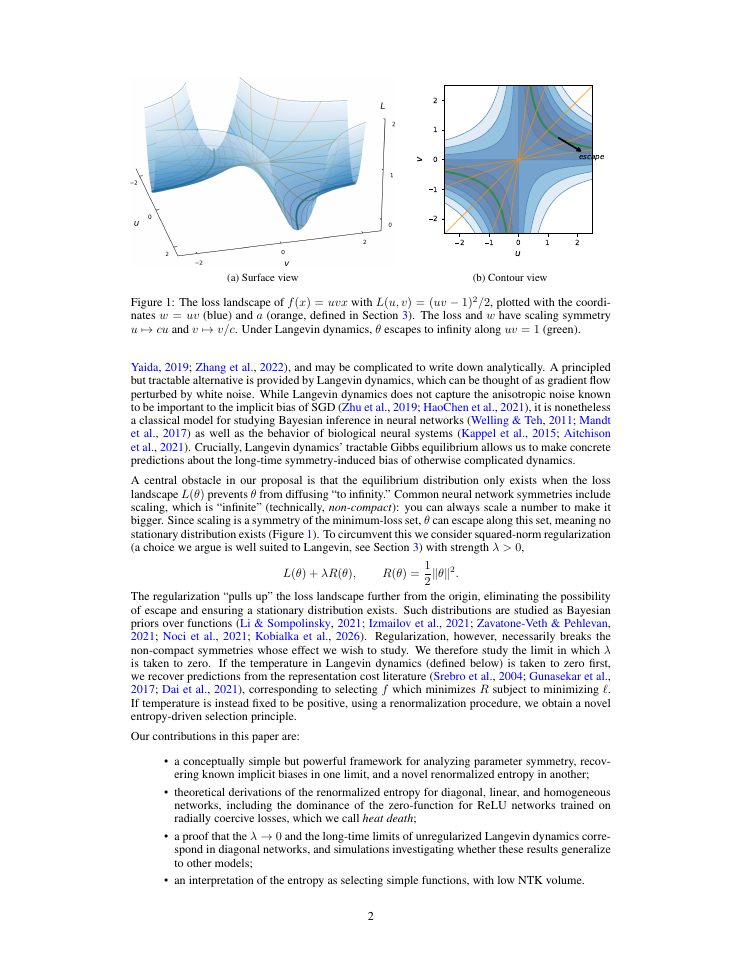 L
2
1
0
−2
0
2
u
−2
0
2
v
(a) Surface view
2
1
0
−1
−2
v
escape
−2 −1 0 1 2
u
(b) Contour view
Figure 1: The loss landscape of f(x) = uvx with L(u, v) = (uv − 1)²/2, plotted with the coordi-
nates w = uv (blue) and a (orange, defined in Section 3). The loss and w have scaling symmetry
u ↦ cu and v ↦ v/c. Under Langevin dynamics, θ escapes to infinity along uv = 1 (green).
Yaida, 2019; Zhang et al., 2022), and may be complicated to write down analytically. A principled
but tractable alternative is provided by Langevin dynamics, which can be thought of as gradient flow
perturbed by white noise. While Langevin dynamics does not capture the anisotropic noise known
to be important to the implicit bias of SGD (Zhu et al., 2019; HaoChen et al., 2021), it is nonetheless
a classical model for studying Bayesian inference in neural networks (Welling & Teh, 2011; Mandt
et al., 2017) as well as the behavior of biological neural systems (Kappel et al., 2015; Aitchison
et al., 2021). Crucially, Langevin dynamics' tractable Gibbs equilibrium allows us to make concrete
predictions about the long-time symmetry-induced bias of otherwise complicated dynamics.
A central obstacle in our proposal is that the equilibrium distribution only exists when the loss
landscape L(θ) prevents θ from diffusing “to infinity.” Common neural network symmetries include
scaling, which is “infinite” (technically, non-compact): you can always scale a number to make it
bigger. Since scaling is a symmetry of the minimum-loss set, θ can escape along this set, meaning no
stationary distribution exists (Figure 1). To circumvent this we consider squared-norm regularization
(a choice we argue is well suited to Langevin, see Section 3) with strength λ > 0,
L(θ) + λR(θ), R(θ) = 1/2 ‖θ‖².
The regularization “pulls up” the loss landscape further from the origin, eliminating the possibility
of escape and ensuring a stationary distribution exists. Such distributions are studied as Bayesian
priors over functions (Li & Sompolinsky, 2021; Izmailov et al., 2021; Zavatone-Veth & Pehlevan,
2021; Noci et al., 2021; Kobialka et al., 2026). Regularization, however, necessarily breaks the
non-compact symmetries whose effect we wish to study. We therefore study the limit in which λ
is taken to zero. If the temperature in Langevin dynamics (defined below) is taken to zero first,
we recover predictions from the representation cost literature (Srebro et al., 2004; Gunasekar et al.,
2017; Dai et al., 2021), corresponding to selecting f which minimizes R subject to minimizing ℓ.
If temperature is instead fixed to be positive, using a renormalization procedure, we obtain a novel
entropy-driven selection principle.
Our contributions in this paper are:
• a conceptually simple but powerful framework for analyzing parameter symmetry, recov-
ering known implicit biases in one limit, and a novel renormalized entropy in another;
• theoretical derivations of the renormalized entropy for diagonal, linear, and homogeneous
networks, including the dominance of the zero-function for ReLU networks trained on
radially coercive losses, which we call heat death;
• a proof that the λ → 0 and the long-time limits of unregularized Langevin dynamics corre-
spond in diagonal networks, and simulations investigating whether these results generalize
to other models;
• an interpretation of the entropy as selecting simple functions, with low NTK volume.
2